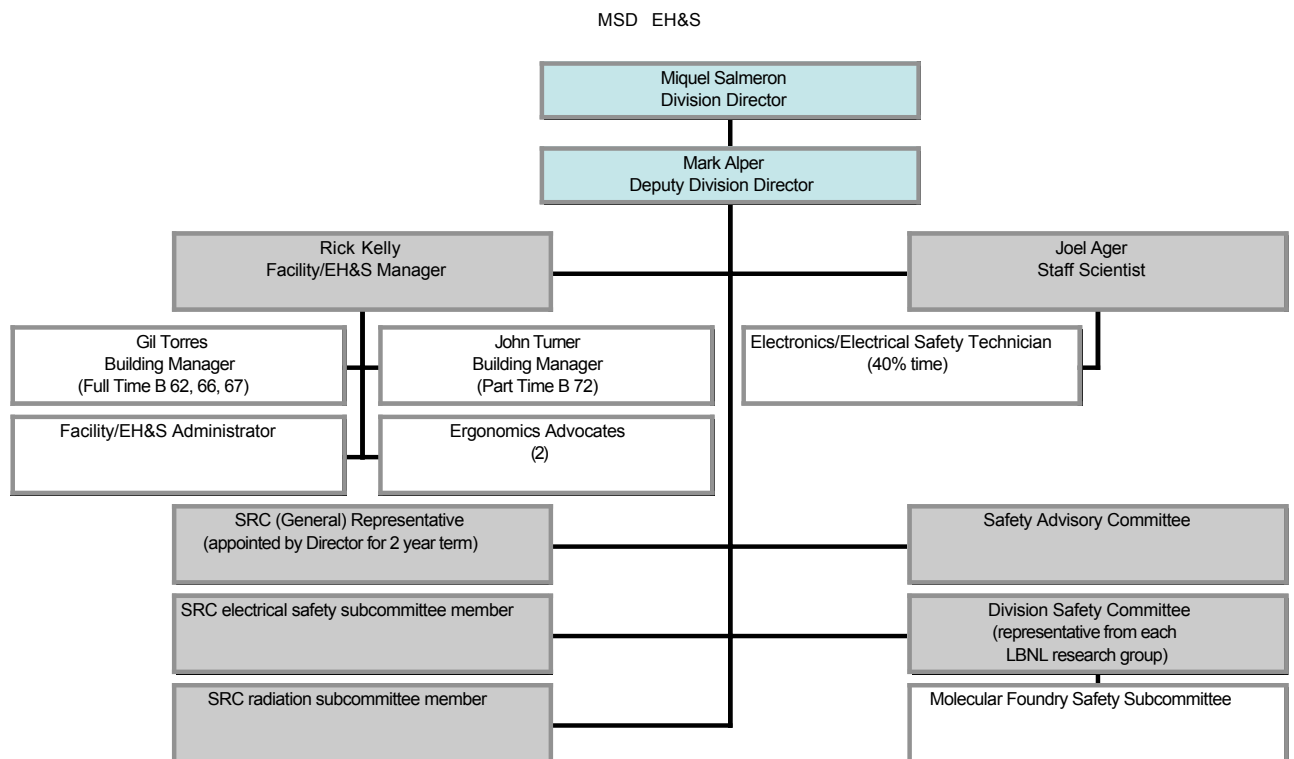 MSD EH&S
Miquel Salmeron
Division Director
Mark Alper
Deputy Division Director
Rick Kelly
Facility/EH&S Manager
Joel Ager
Staff Scientist
Gil Torres
Building Manager
(Full Time B 62, 66, 67)
John Turner
Building Manager
(Part Time B 72)
Electronics/Electrical Safety Technician
(40% time)
Facility/EH&S Administrator
Ergonomics Advocates
(2)
SRC (General) Representative
(appointed by Director for 2 year term)
Safety Advisory Committee
SRC electrical safety subcommittee member
Division Safety Committee
(representative from each
LBNL research group)
SRC radiation subcommittee member
Molecular Foundry Safety Subcommittee